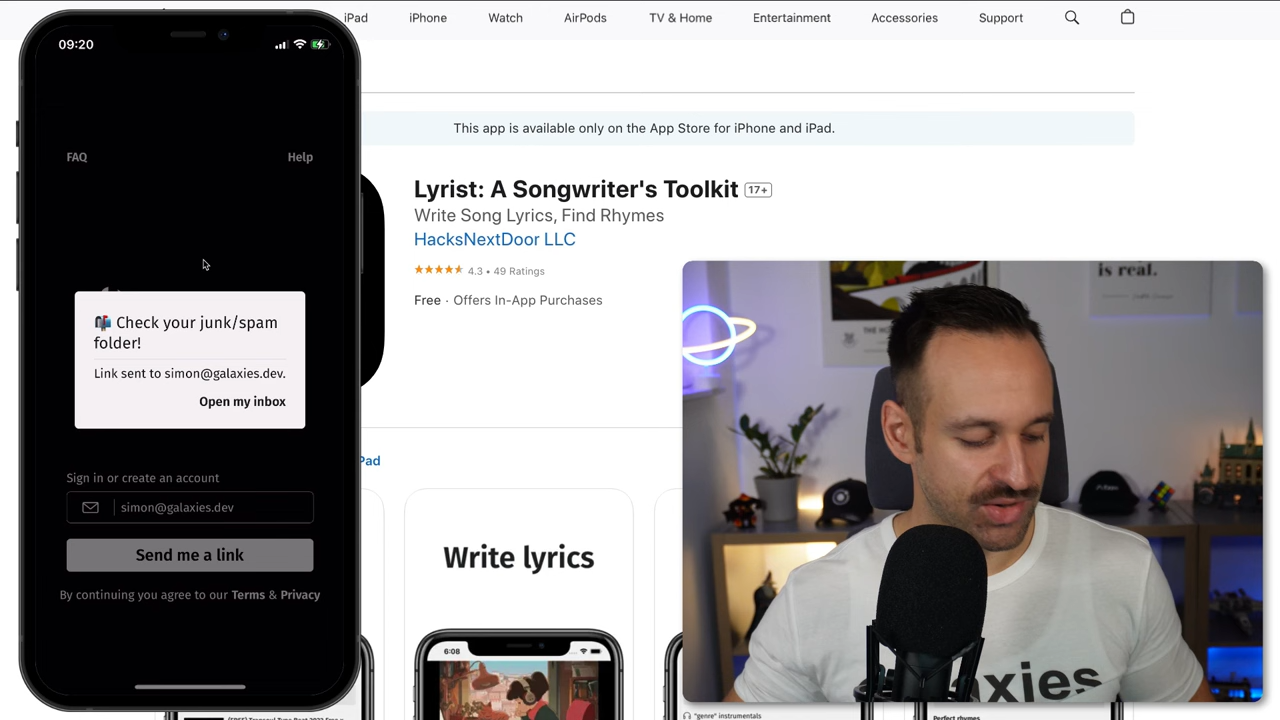 iPad
iPhone
Watch
AirPods
TV & Home
Entertainment
Accessories
Support
09:20
This app is available only on the App Store for iPhone and iPad.
FAQ
Help
Lyrist: A Songwriter's Toolkit 17+
Write Song Lyrics, Find Rhymes
HacksNextDoor LLC
4.3 • 49 Ratings
Free · Offers In-App Purchases
Check your junk/spam
folder!
Link sent to simon@galaxies.dev.
Open my inbox
Pad
Sign in or create an account
simon@galaxies.dev
Send me a link
By continuing you agree to our Terms & Privacy
Write lyrics
6:08
is real.
axies
"genre" instrumentals
Perfect rhymes